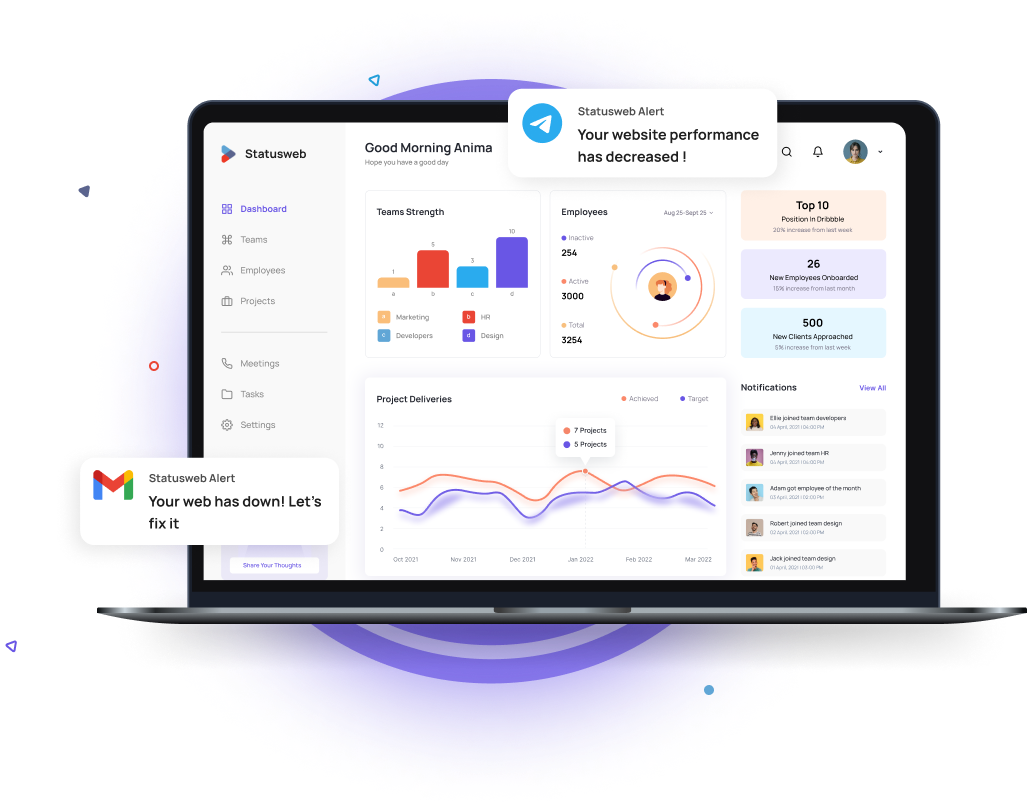 Statusweb Alert
Your website performance
has decreased !
Statusweb
Good Morning Anima
Hope you have a good day
Dashboard
Teams
Employees
Projects
Meetings
Tasks
Settings
Statusweb Alert
Your web has down! Let's
fix it
Share Your Thoughts
Teams Strength
1
5
3
10
a
b
c
d
a Marketing
b HR
c Developers
d Design
Employees
Aug 25-Sept 25
Inactive
254
Active
3000
Total
3254
Top 10
Position In Dribbble
20% increase from last week
26
New Employees Onboarded
15% increase from last month
500
New Clients Approached
5% increase from last week
Project Deliveries
Achieved
Target
7 Projects
5 Projects
12
10
8
6
4
2
0
Oct 2021
Nov 2021
Dec 2021
Jan 2022
Feb 2022
Mar 2022
Notifications
View All
Ellie joined team developers
04 April, 2021 | 04:00 PM
Jenny joined team HR
04 April, 2021 | 04:00 PM
Adam got employee of the month
03 April, 2021 | 02:00 PM
Robert joined team design
02 April, 2021 | 02:00 PM
Jack joined team design
01 April, 2021 | 03:00 PM